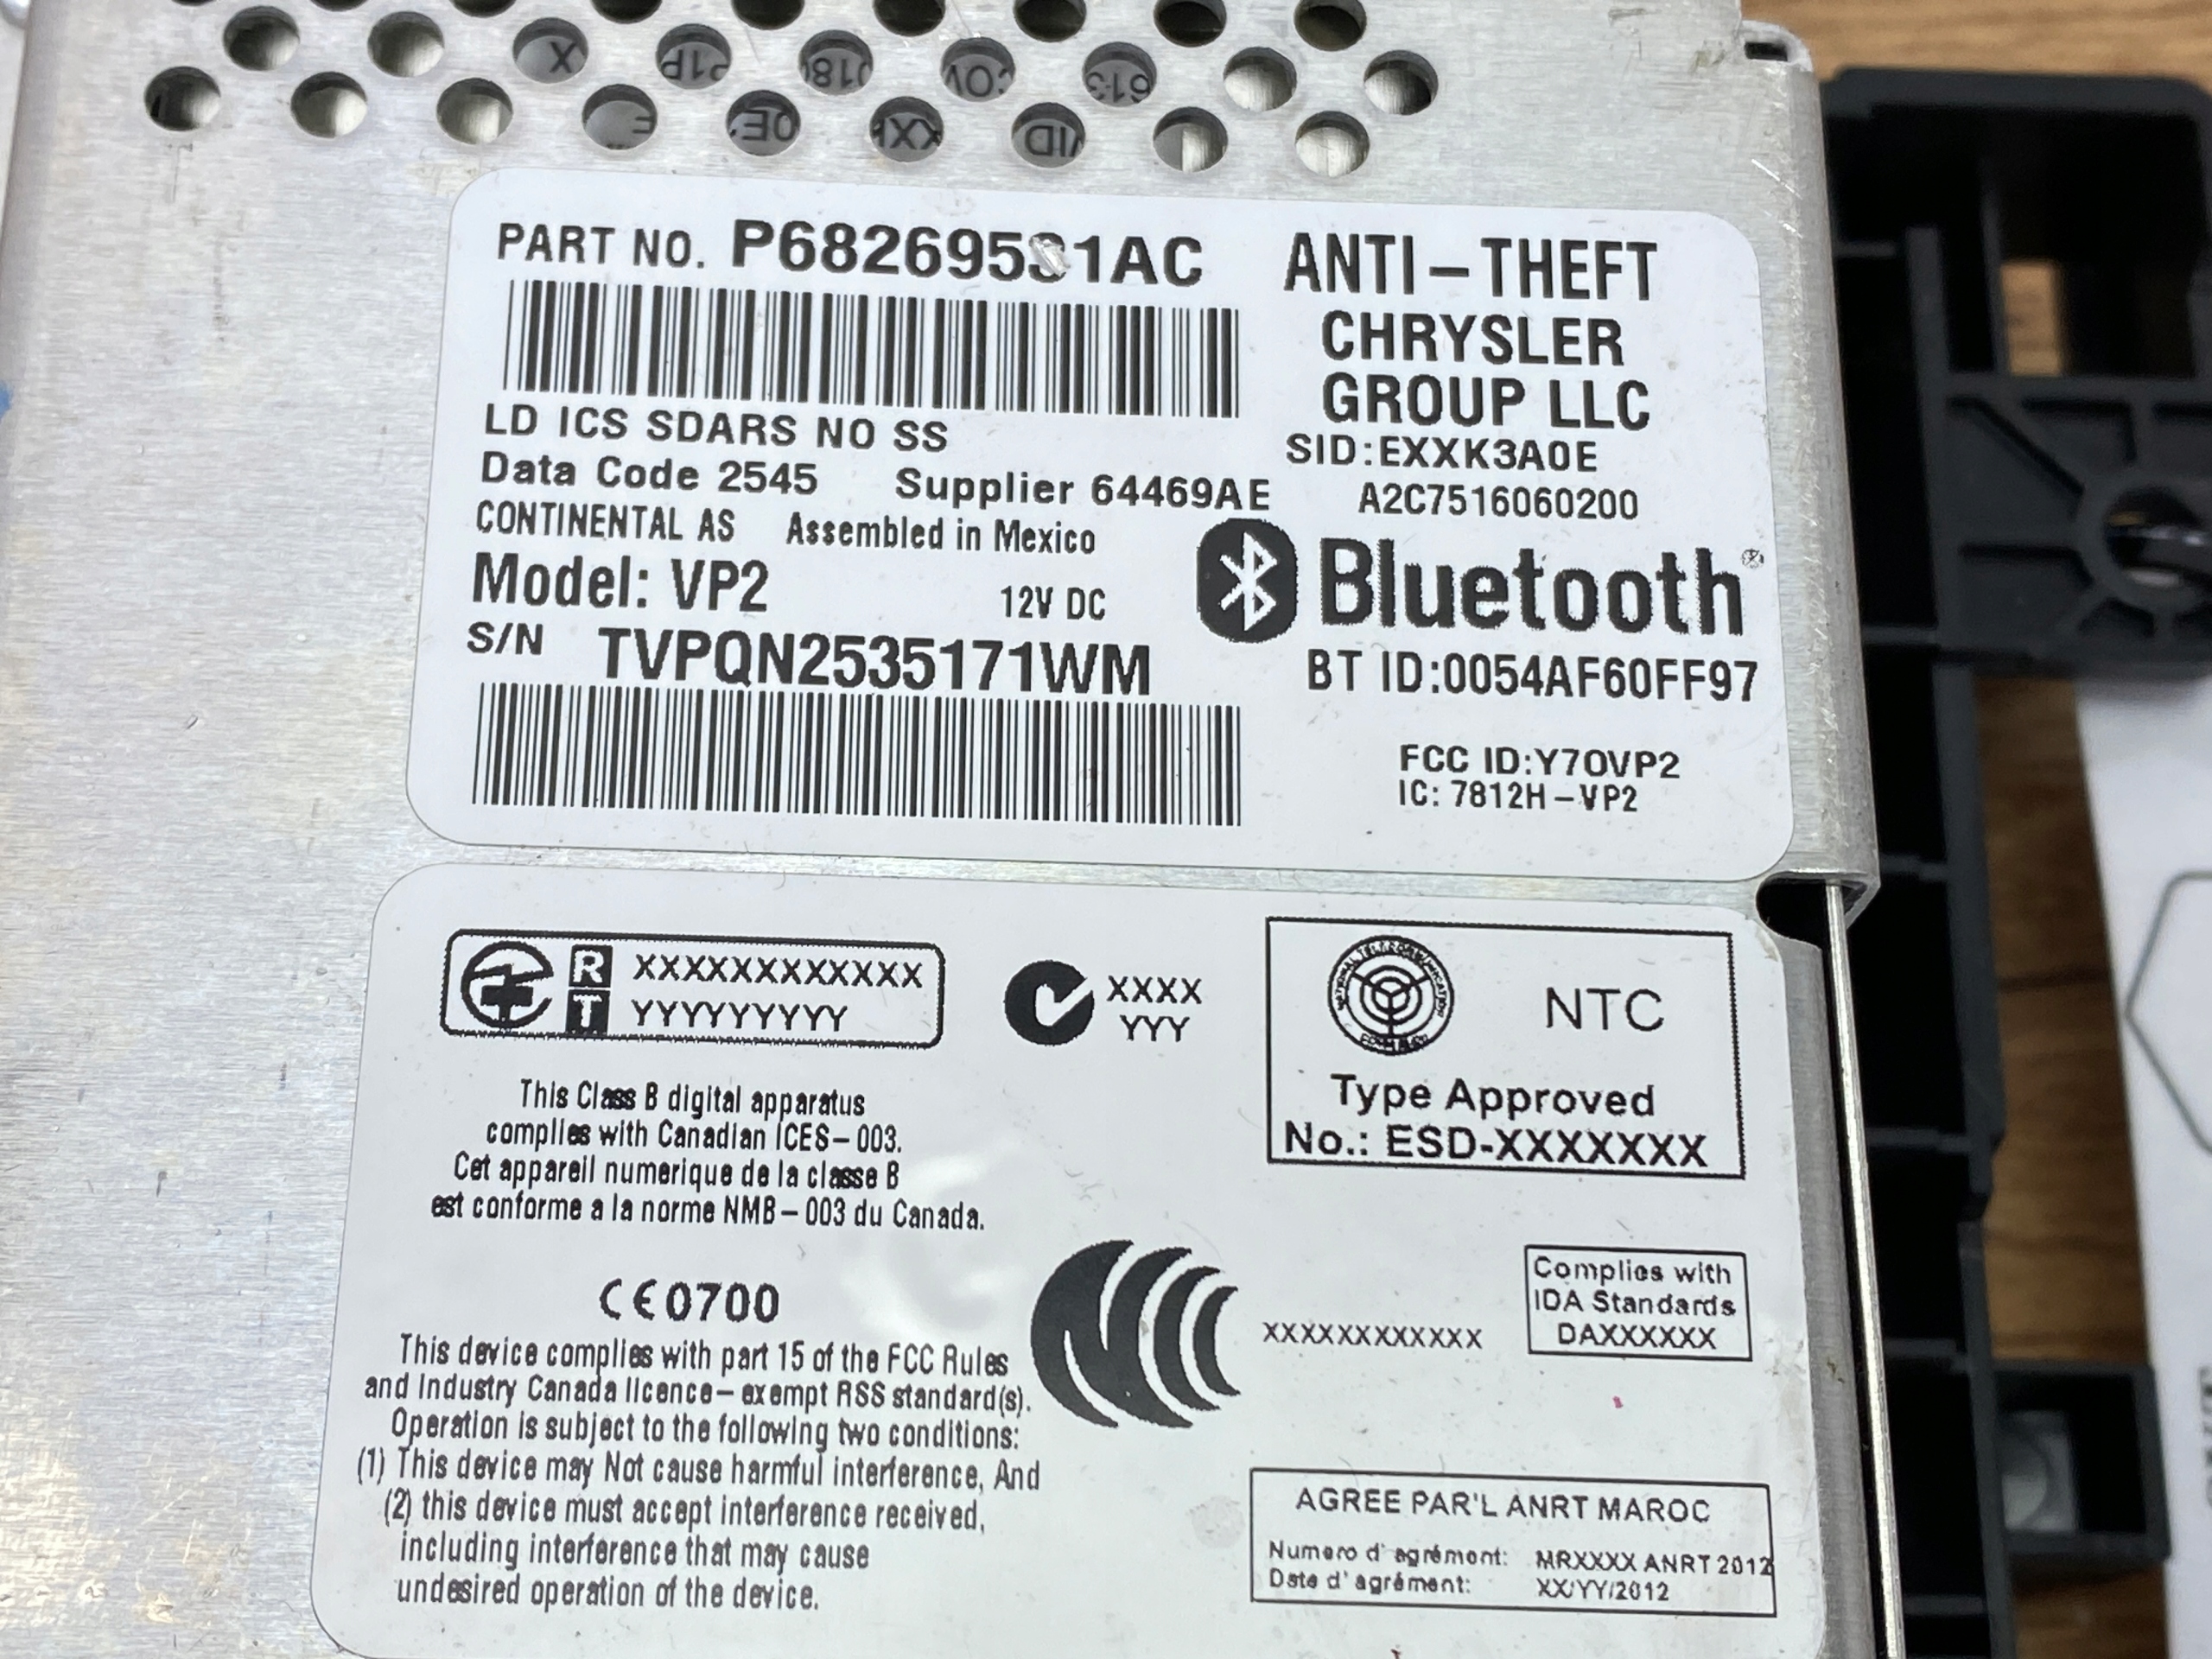 ANTI-THEFT
CHRYSLER
GROUP LLC
PART NO.
LD ICS SDARS NO SS
Data Code 2545 Supplier 64469AE
SID:EXXK3A0E
A2C7516060200
CONTINENTAL AS Assembled in Mexico
Model: VP2 12V DC
Bluetooth®
S/N TVPQN2535171WM
BT ID:0054AF60FF97
FCC ID:Y7OVP2
IC: 7812H-VP2
R XXXXXXXXXXXX
T YYYYYYYYY
XXXX
YYY
NTC
Type Approved
No.: ESD-XXXXXXX
This Class B digital apparatus
complies with Canadian ICES-003.
Cet appareil numerique de la classe B
est conforme a la norme NMB-003 du Canada.
CE0700
This device complies with part 15 of the FCC Rules
and Industry Canada licence-exempt RSS standard(s).
Operation is subject to the following two conditions:
(1) This device may Not cause harmful interference, And
(2) this device must accept interference received,
including interference that may cause
undesired operation of the device.
XXXXXXXXXXXX
Complies with
IDA Standards
DAXXXXXX
AGREE PAR'L ANRT MAROC
Numero d'agrément: MRXXXX ANRT 2012
Date d'agrément: XX/YY/2012